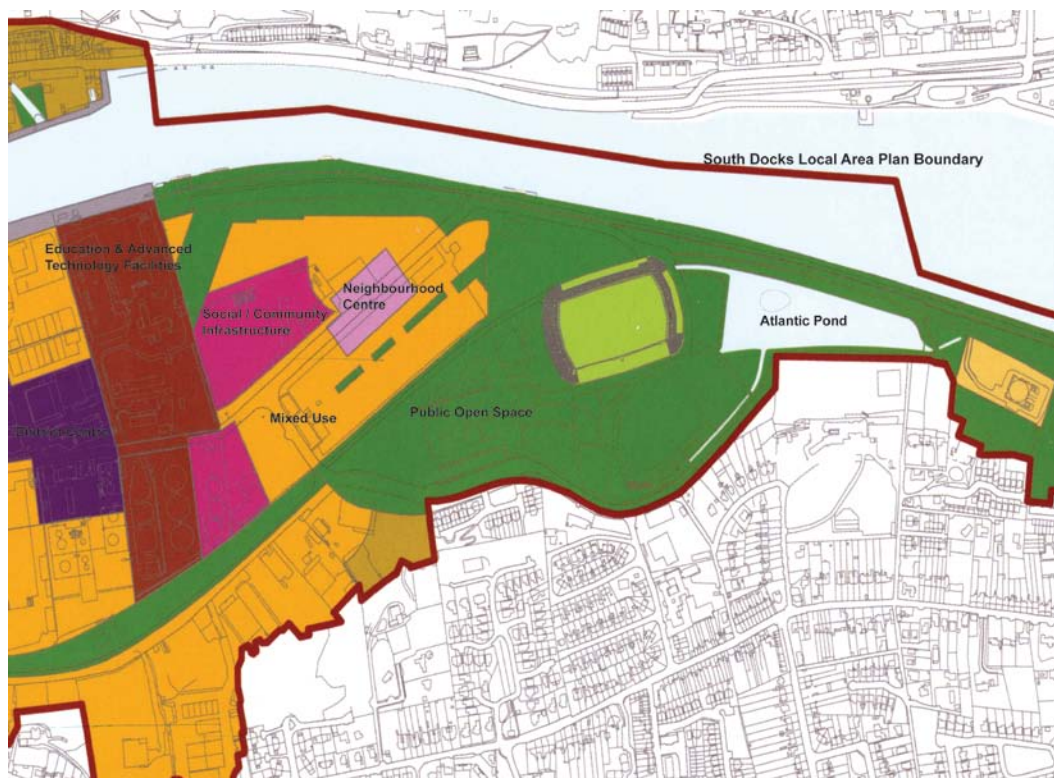 South Docks Local Area Plan Boundary
Education & Advanced
Technology Facilities
Neighbourhood
Centre
Social / Community
Infrastructure
Atlantic Pond
Mixed Use
Public Open Space